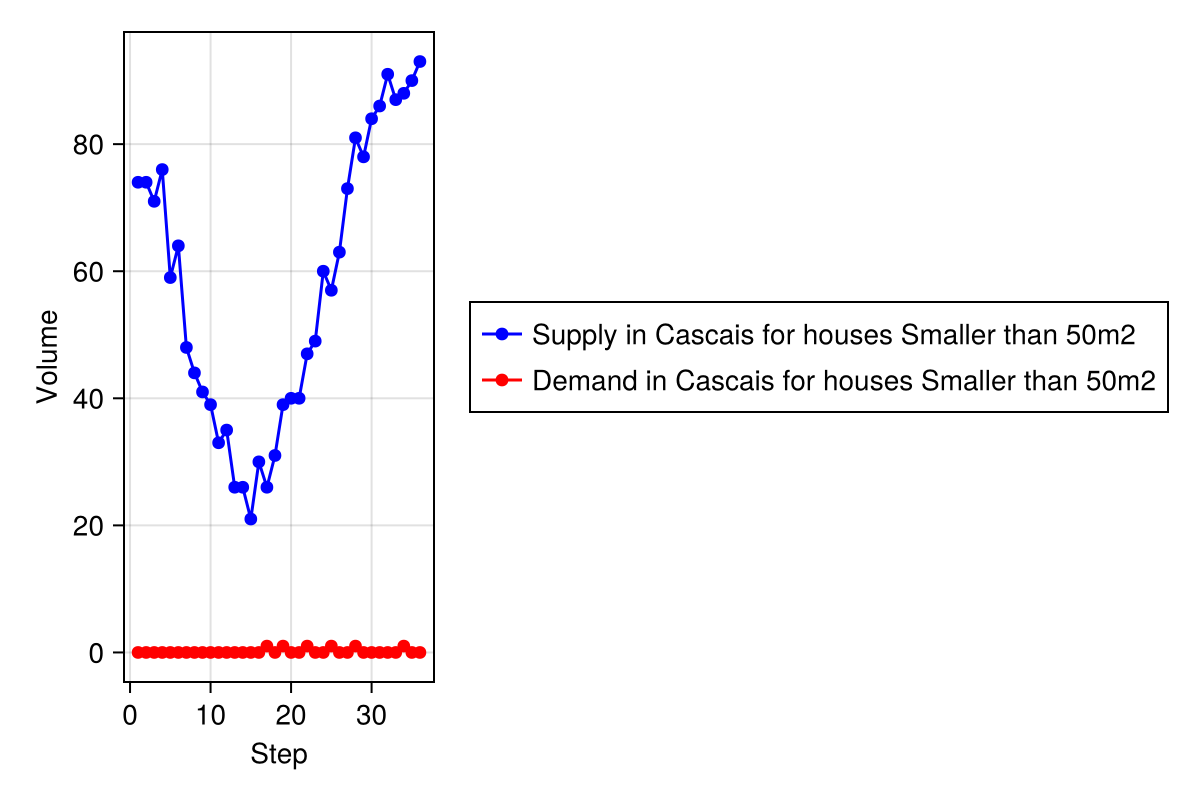 80
60
40
20
0
Volume
0 10 20 30
Step
Supply in Cascais for houses Smaller than 50m2
Demand in Cascais for houses Smaller than 50m2